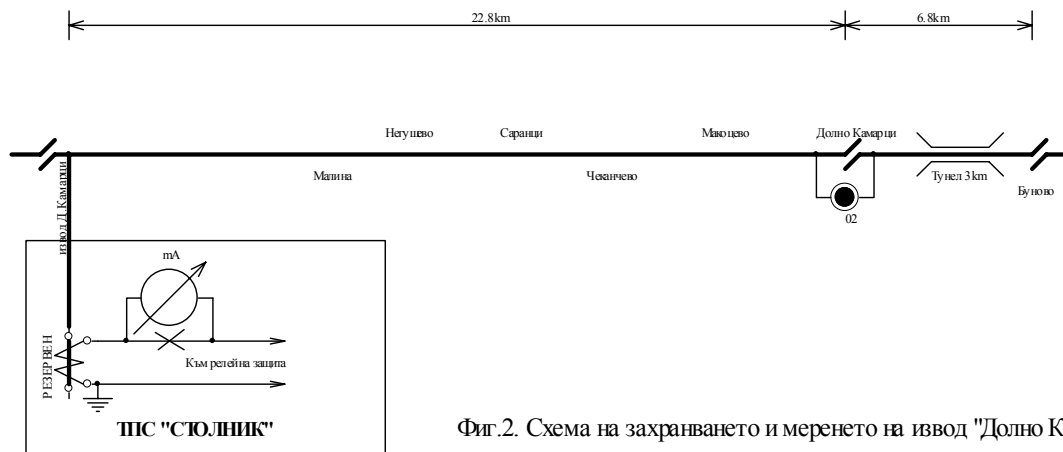 22.8km
6.8km
Негушево
Саранци
Макоцево
Долно Камарци
Малина
Чеканчево
Тунел 3km
Буново
02
извод Д.Камарци
mA
РЕЗЕРВЕН
Към релейна защита
ТПС "СТОЛНИК"
Фиг.2. Схема на захранването и меренето на извод "Долно К